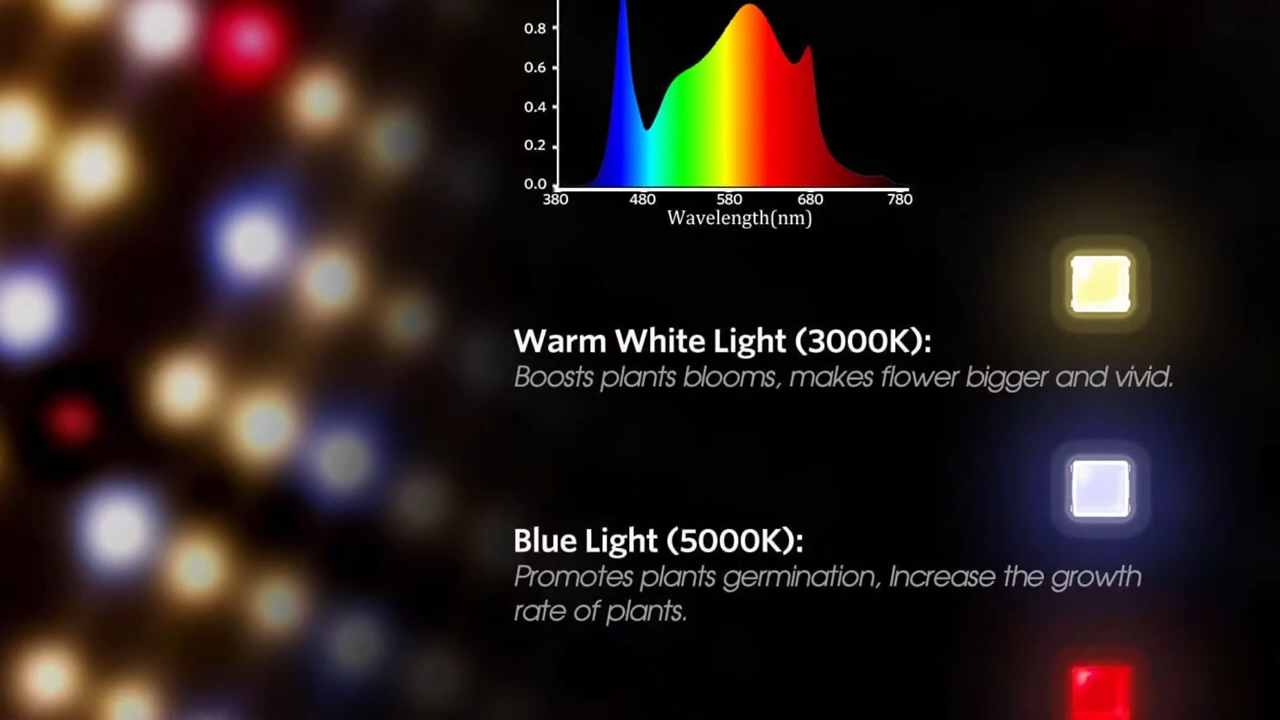 0.8
0.6
0.4
0.2
0.0
380 480 580 680 780
Wavelength(nm)
Warm White Light (3000K):
Boosts plants blooms, makes flower bigger and vivid.
Blue Light (5000K):
Promotes plants germination, Increase the growth
rate of plants.